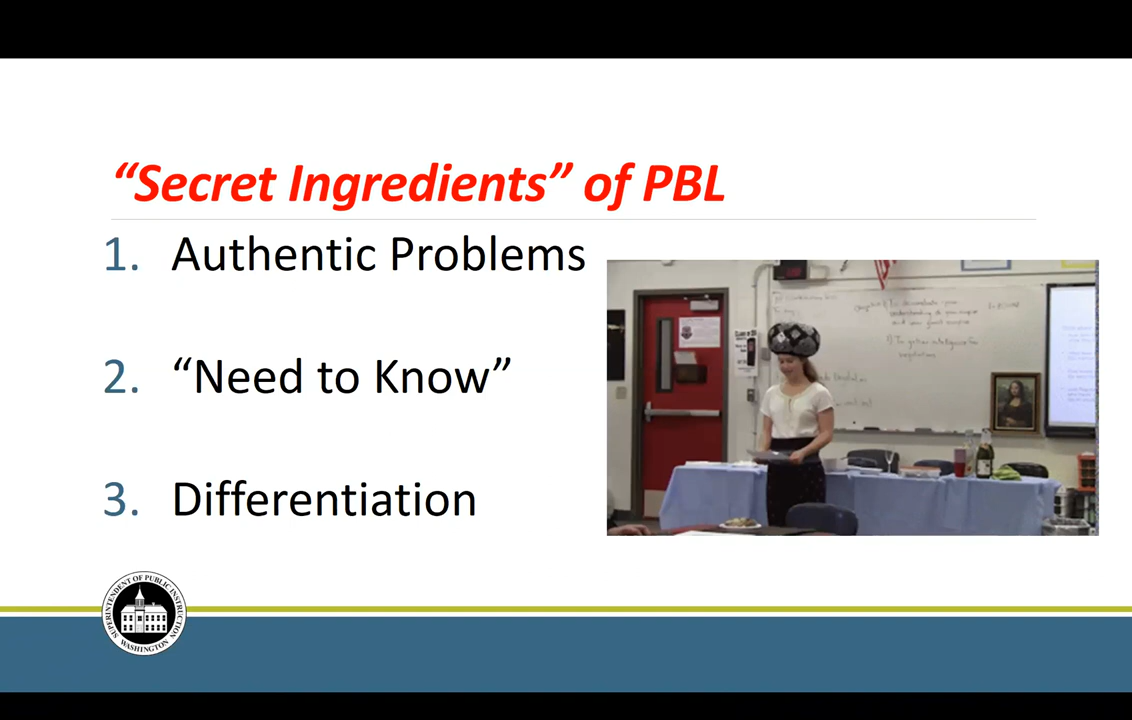 “Secret Ingredients” of PBL
1. Authentic Problems
2. “Need to Know”
3. Differentiation
SUPERINTENDENT OF PUBLIC INSTRUCTION
WASHINGTON